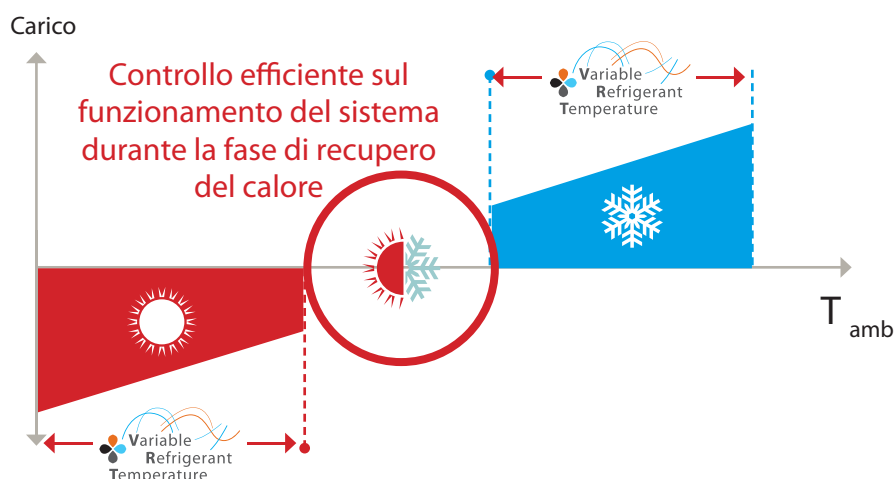 Carico
Controllo efficiente sul
funzionamento del sistema
durante la fase di recupero
del calore
Variable
Refrigerant
Temperature
T amb
Variable
Refrigerant
Temperature